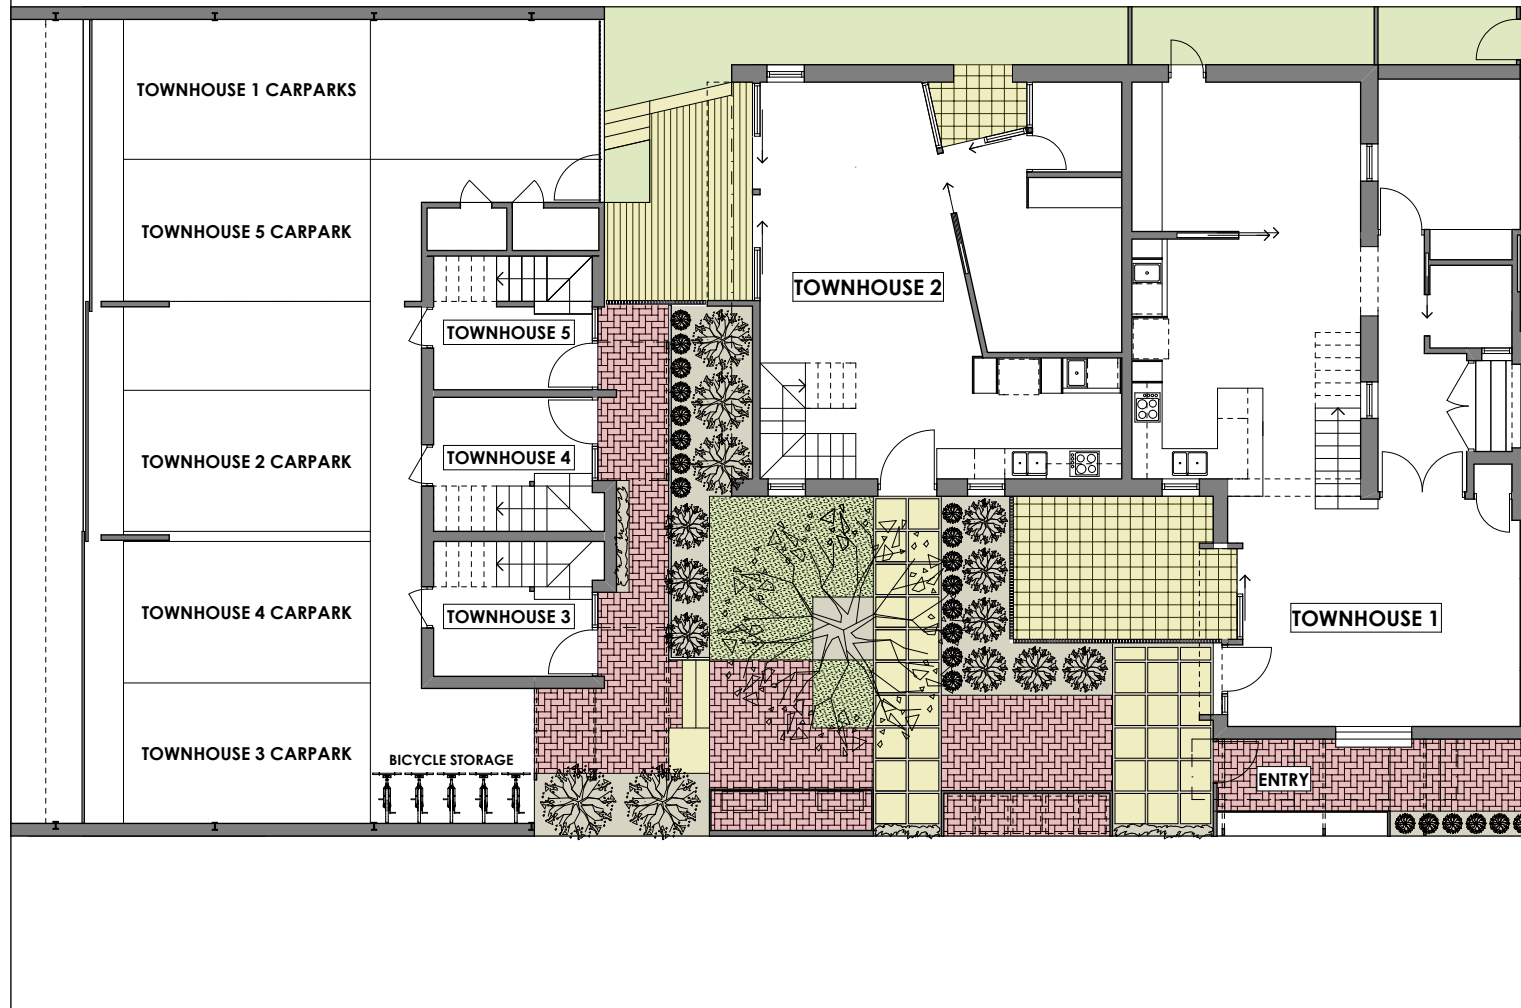 TOWNHOUSE 1 CARPARKS
TOWNHOUSE 5 CARPARK
TOWNHOUSE 2
TOWNHOUSE 5
TOWNHOUSE 2 CARPARK
TOWNHOUSE 4
TOWNHOUSE 4 CARPARK
TOWNHOUSE 3
TOWNHOUSE 1
TOWNHOUSE 3 CARPARK
BICYCLE STORAGE
ENTRY